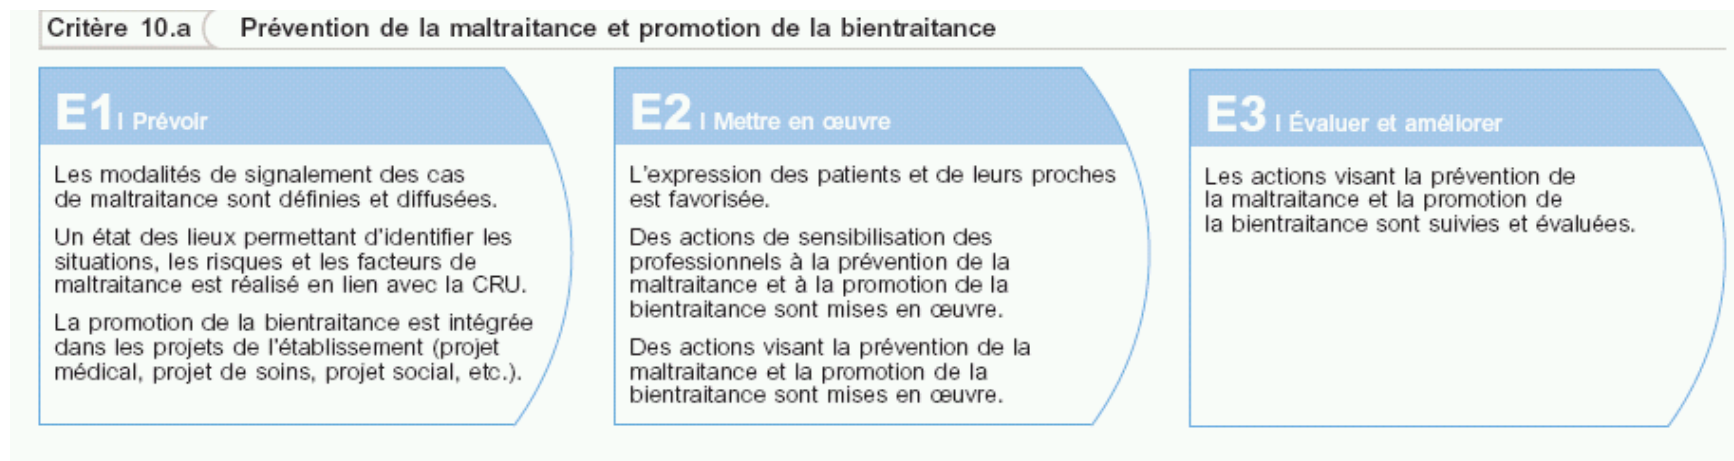 Critère 10.a Prévention de la maltraitance et promotion de la bientraitance
E1 I Prévoir
Les modalités de signalement des cas
de maltraitance sont définies et diffusées.
Un état des lieux permettant d'identifier les
situations, les risques et les facteurs de
maltraitance est réalisé en lien avec la CRU.
La promotion de la bientraitance est intégrée
dans les projets de l'établissement (projet
médical, projet de soins, projet social, etc.).
E2 I Mettre en œuvre
L'expression des patients et de leurs proches
est favorisée.
Des actions de sensibilisation des
professionnels à la prévention de la
maltraitance et à la promotion de la
bientraitance sont mises en œuvre.
Des actions visant la prévention de la
maltraitance et la promotion de la
bientraitance sont mises en œuvre.
E3 I Évaluer et améliorer
Les actions visant la prévention de
la maltraitance et la promotion de
la bientraitance sont suivies et évaluées.